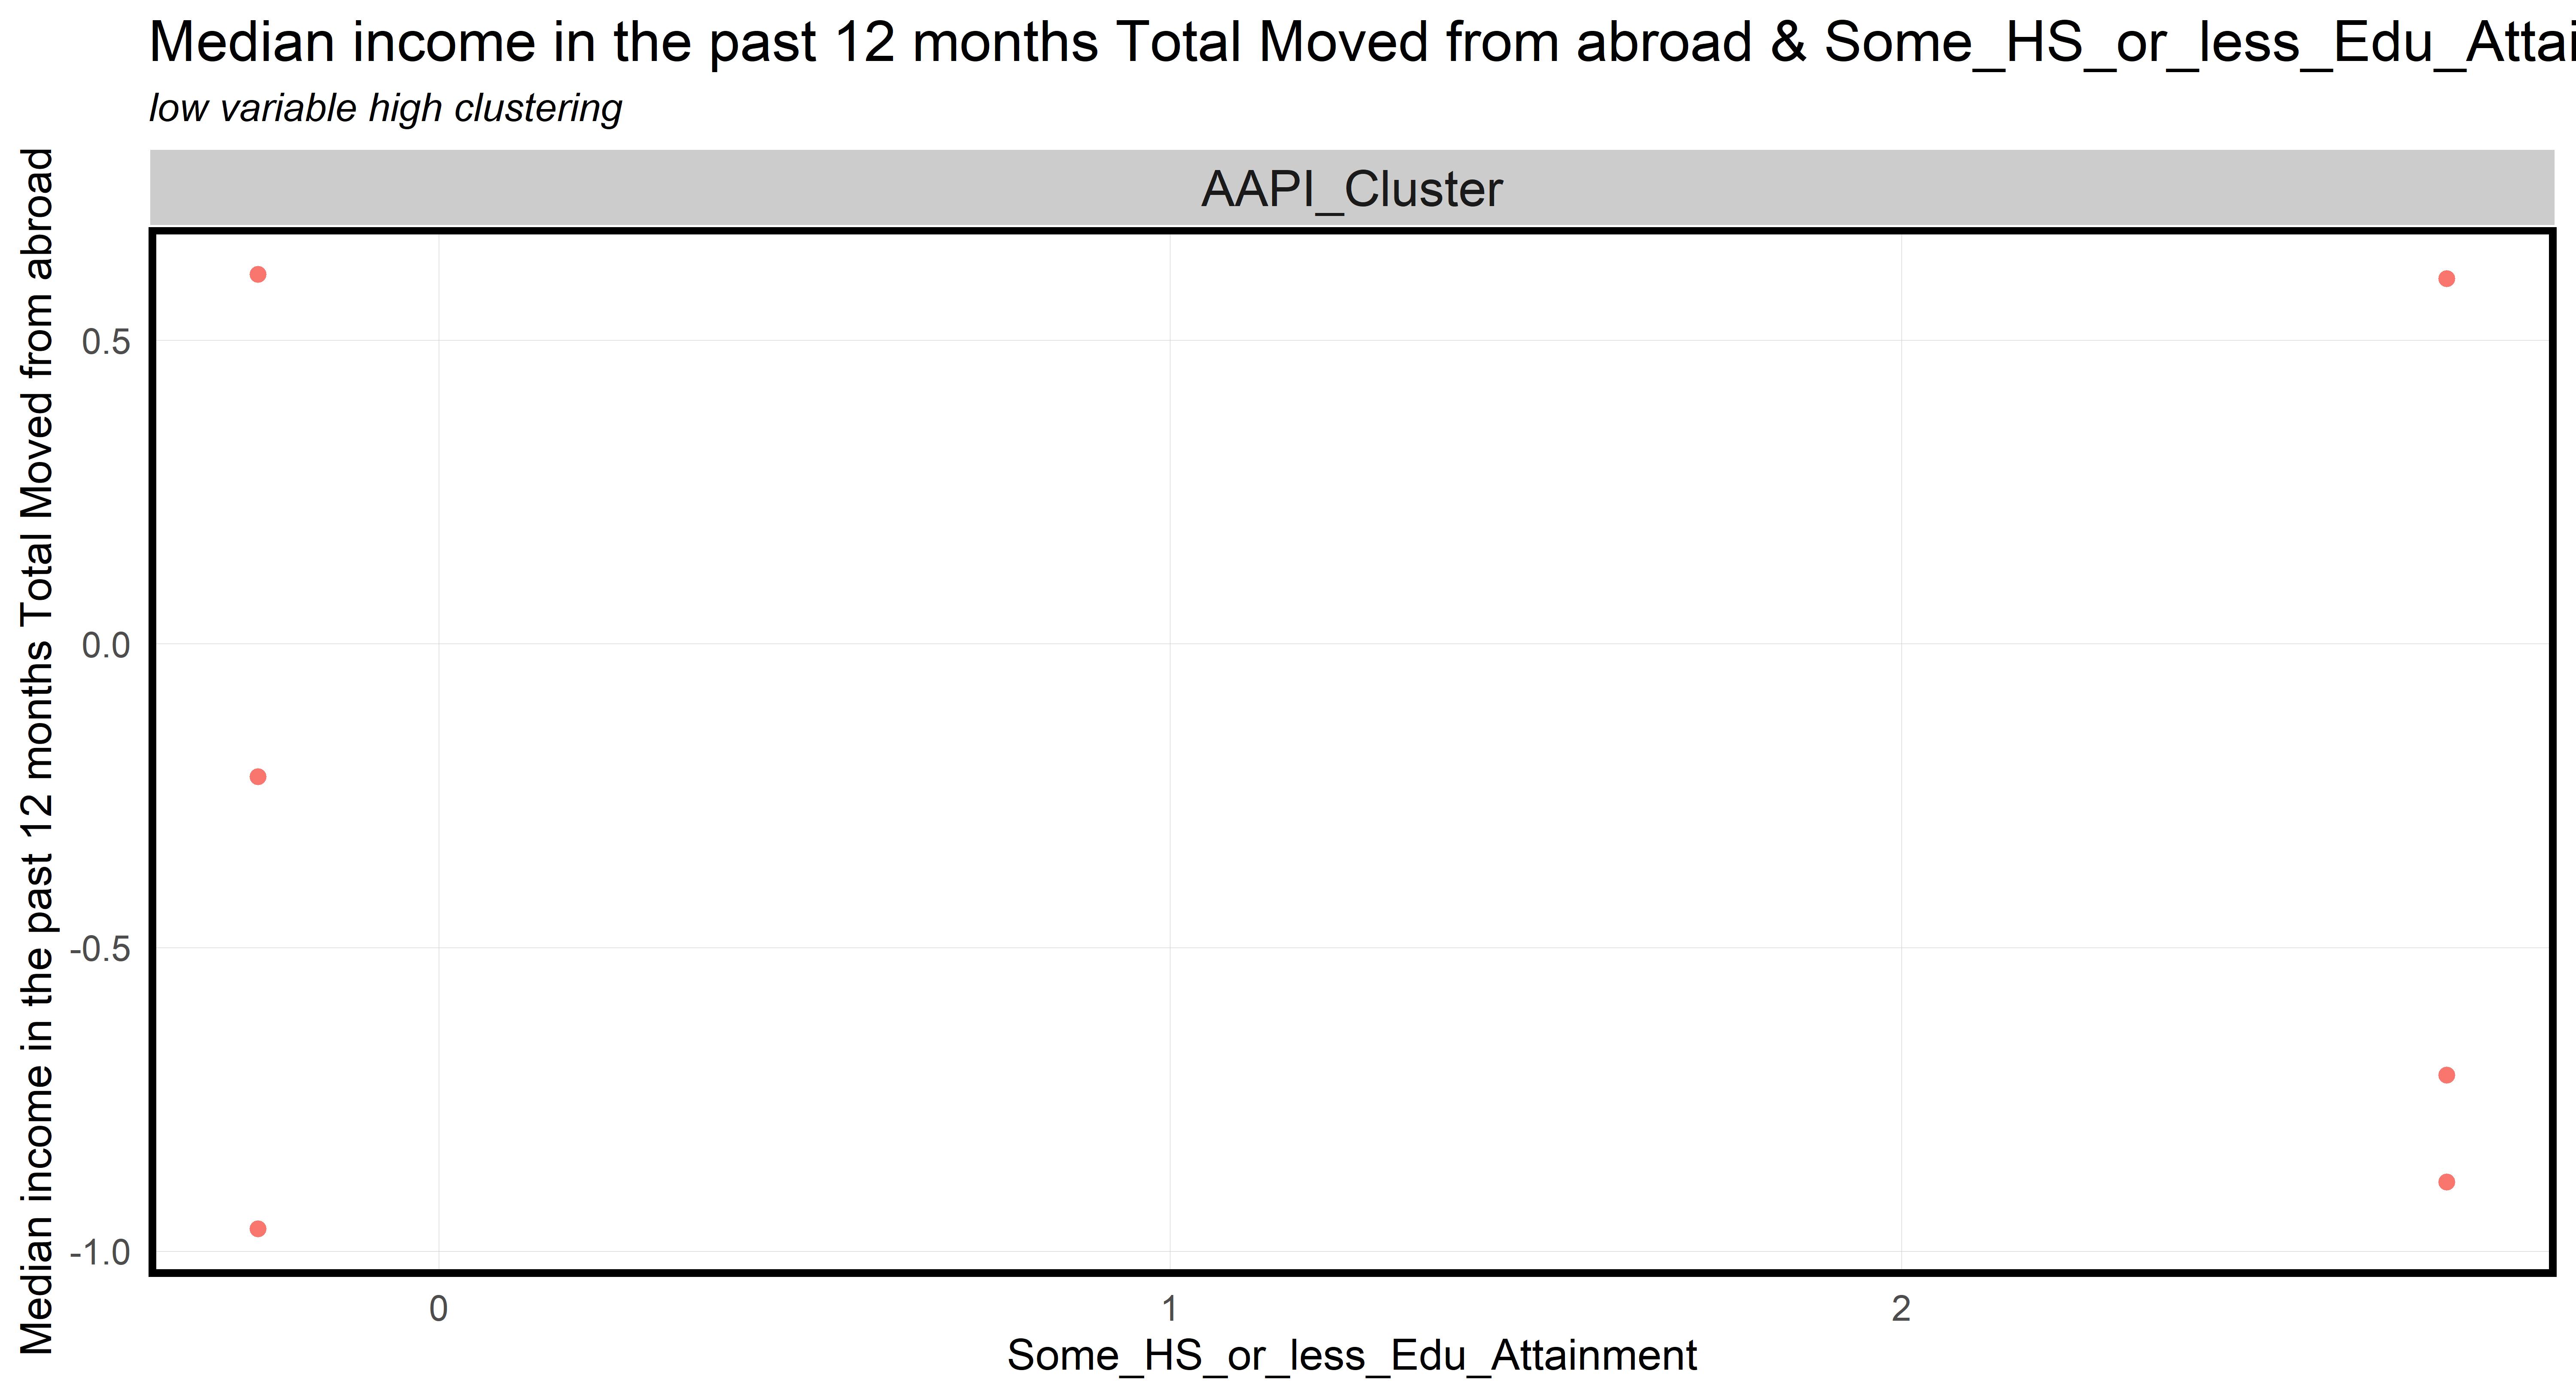 Median income in the past 12 months Total Moved from abroad & Some_HS_or_less_Edu_Attai
low variable high clustering
AAPI_Cluster
Median income in the past 12 months Total Moved from abroad
0.5
0.0
-0.5
-1.0
0
1
2
Some_HS_or_less_Edu_Attainment